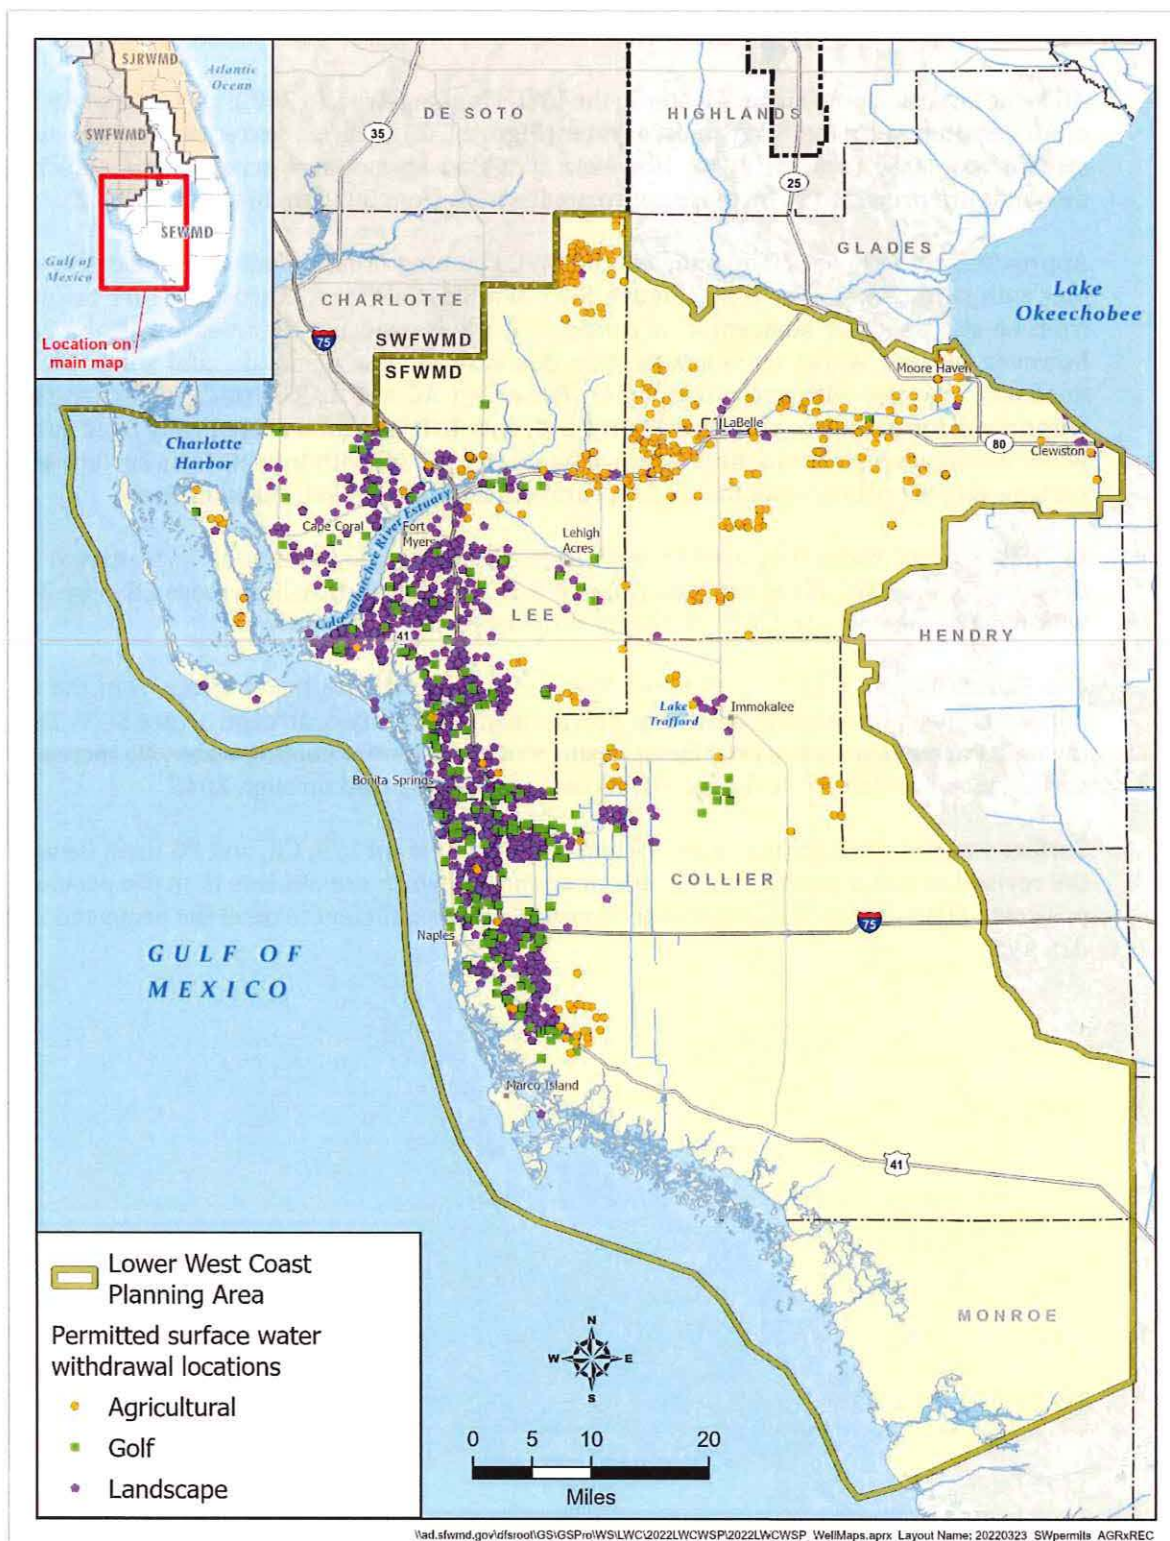 SJRWMD
Atlantic
Ocean
SWFWMD
SFWMD
Gulf of
Mexico
Location on
main map
DE SOTO
HIGHLANDS
35
25
GLADES
CHARLOTTE
Lake
Okeechobee
75
SWFWMD
SFWMD
Moore Haven
LaBelle
80
Clewiston
Charlotte
Harbor
Caloosahatchee River Estuary
Cape Coral
Fort
Myers
Lehigh
Acres
LEE
41
HENDRY
Lake
Trafford
Immokalee
Bonita Springs
COLLIER
75
Naples
GULF OF
MEXICO
Marco Island
41
MONROE
Lower West Coast
Planning Area
Permitted surface water
withdrawal locations
Agricultural
Golf
Landscape
N
W E
S
0 5 10 20
Miles
\\ad.sfwmd.gov\dfsroot\GS\GSPro\WS\LWC\2022LWCWSP\2022LWCWSP_WellMaps.aprx Layout Name: 20220323_SWpermits_AGRxREC